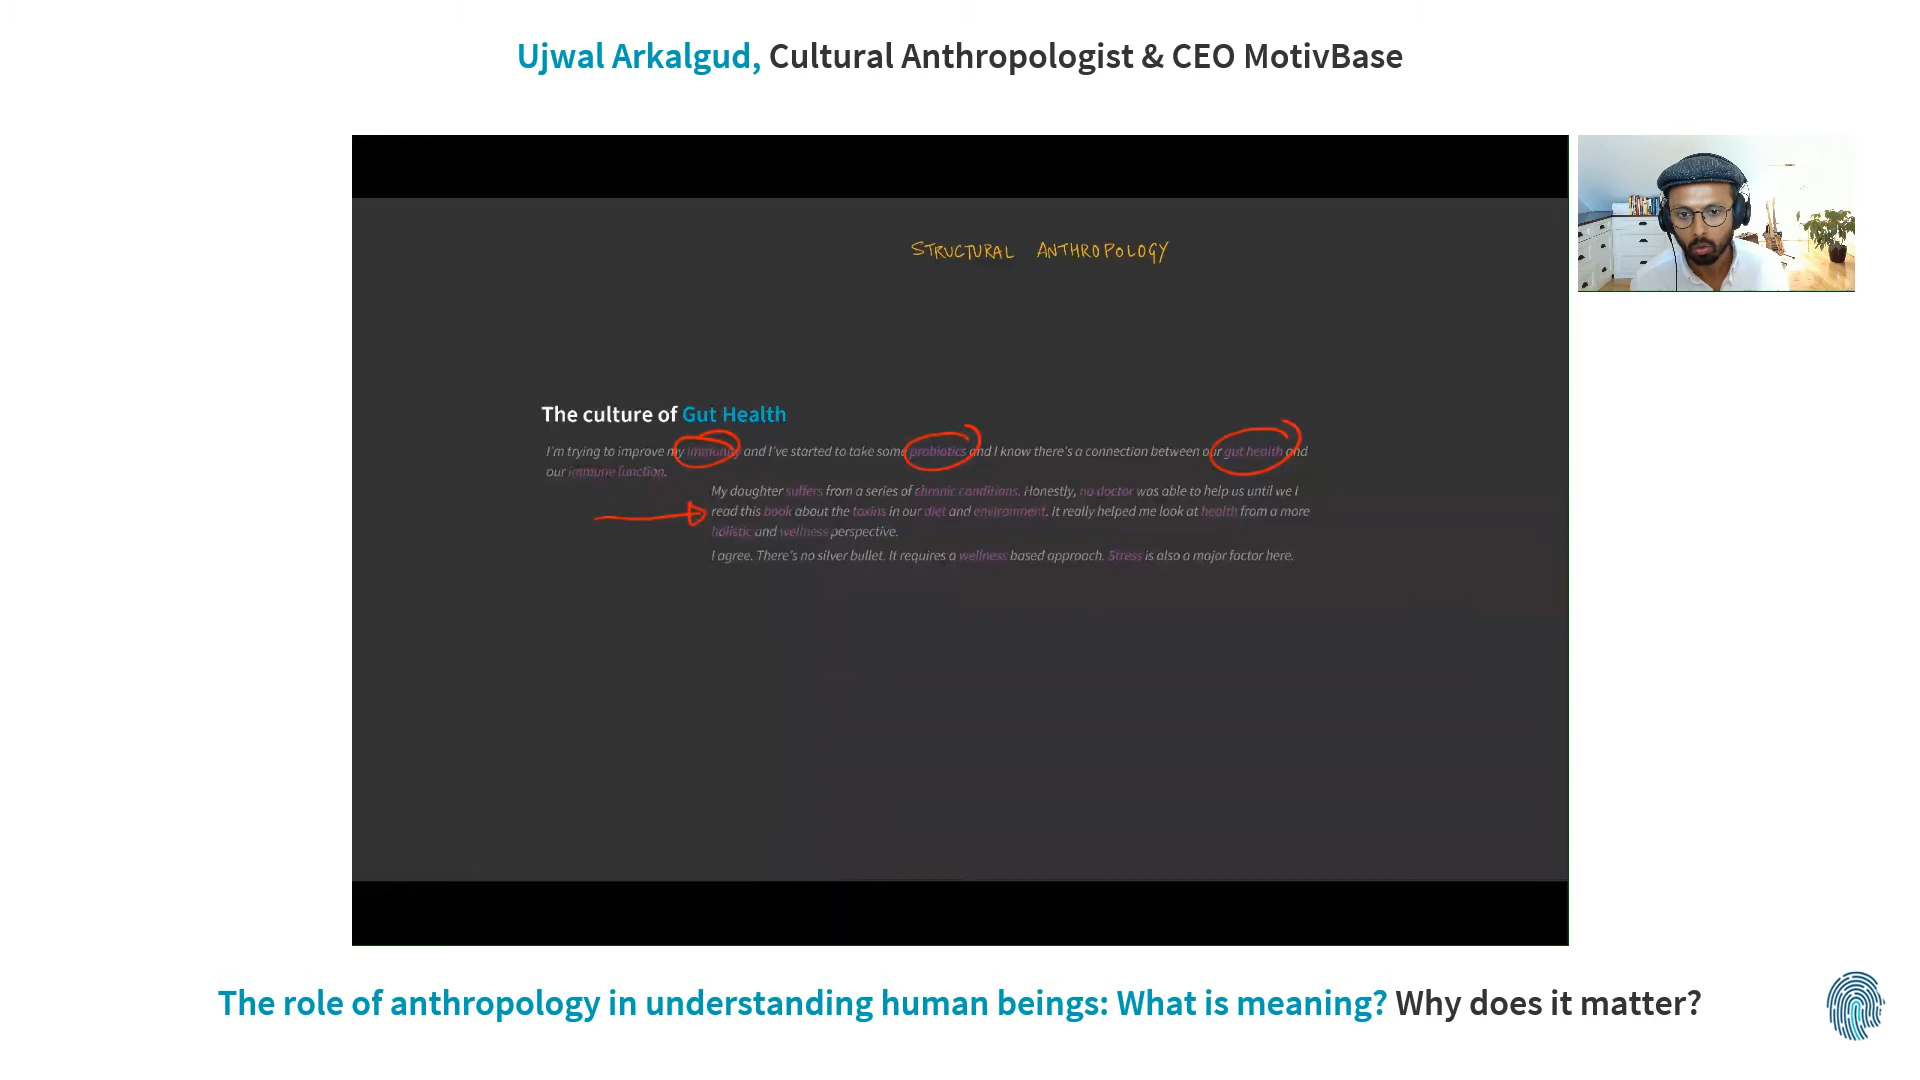 Ujwal Arkalgud, Cultural Anthropologist & CEO MotivBase
STRUCTURAL ANTHROPOLOGY
The culture of Gut Health
I'm trying to improve my immunity and I've started to take some probiotics and I know there's a connection between our gut health and
our immune function.
My daughter suffers from a series of chronic conditions. Honestly, no doctor was able to help us until we I
read this book about the toxins in our diet and environment. It really helped me look at health from a more
holistic and wellness perspective.
I agree. There's no silver bullet. It requires a wellness based approach. Stress is also a major factor here.
The role of anthropology in understanding human beings: What is meaning? Why does it matter?